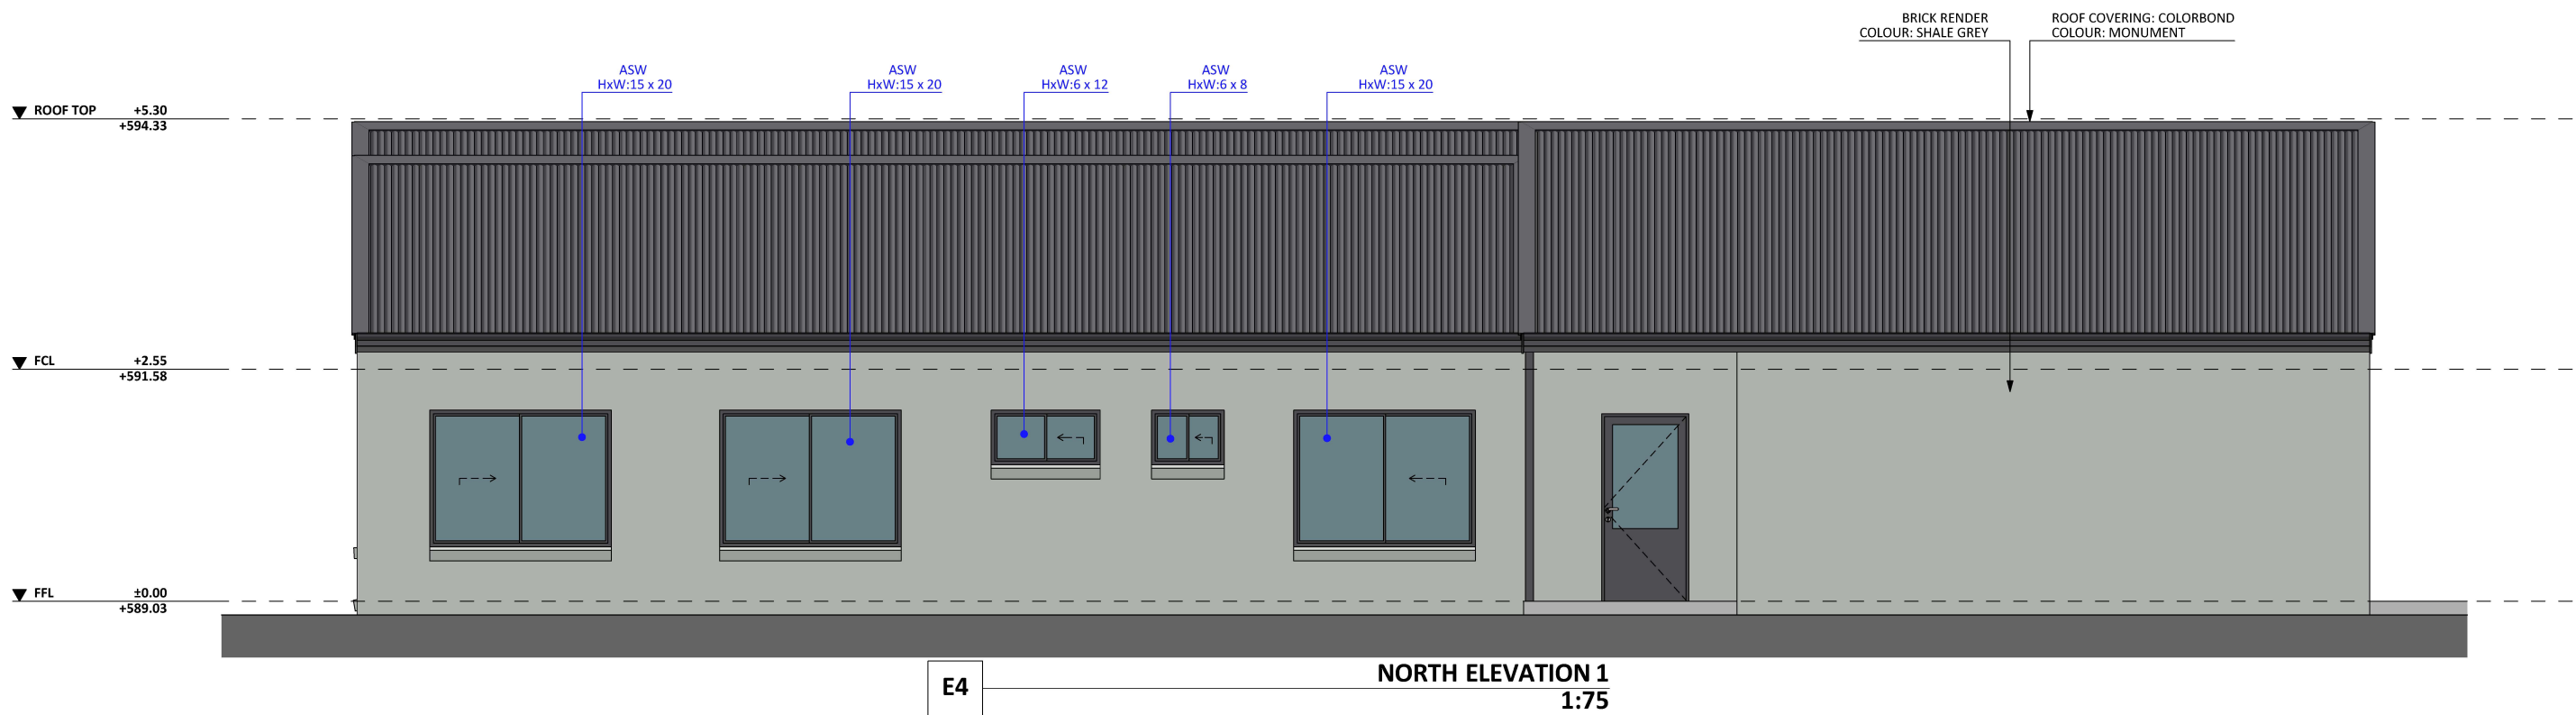 BRICK RENDER
COLOUR: SHALE GREY
ROOF COVERING: COLORBOND
COLOUR: MONUMENT
ASW
HxW:15 x 20
ASW
HxW:15 x 20
ASW
HxW:6 x 12
ASW
HxW:6 x 8
ASW
HxW:15 x 20
ROOF TOP +5.30
+594.33
FCL +2.55
+591.58
FFL ±0.00
+589.03
E4
NORTH ELEVATION 1
1:75